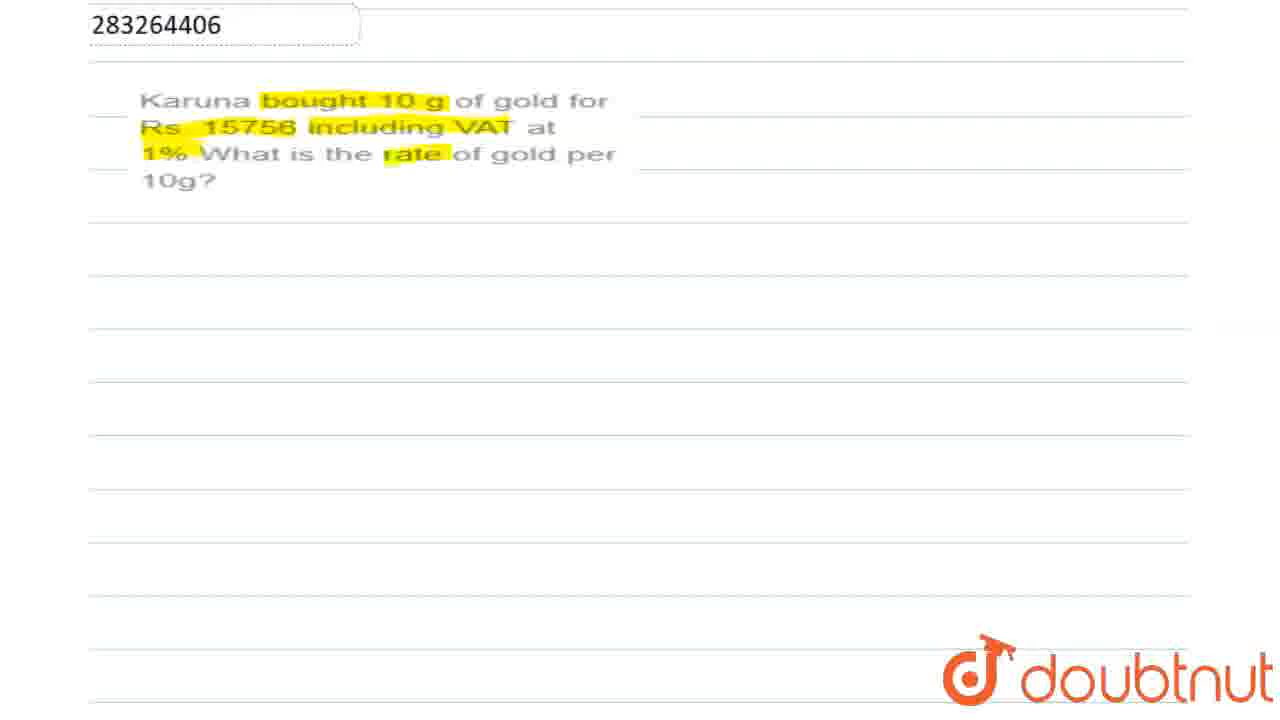 283264406
Karuna bought 10 g of gold for
Rs 15756 including VAT at
1% What is the rate of gold per
10g?
doubtnut